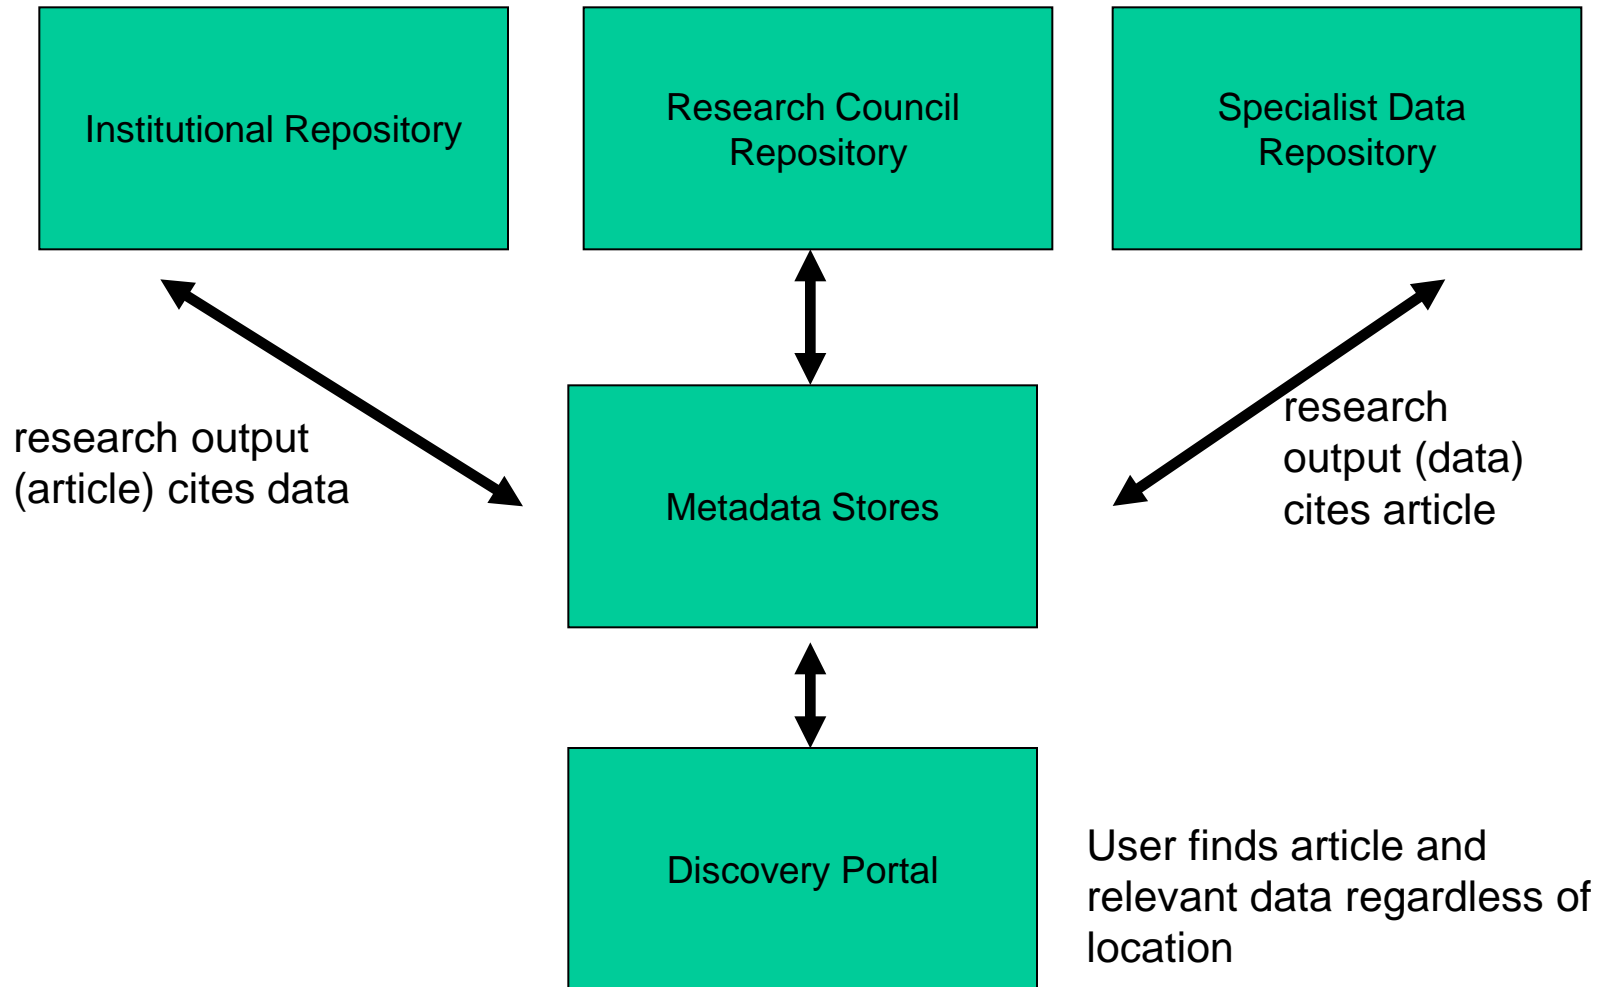 Institutional Repository
Research Council
Repository
Specialist Data
Repository
research output
(article) cites data
research
output (data)
cites article
Metadata Stores
Discovery Portal
User finds article and
relevant data regardless of
location